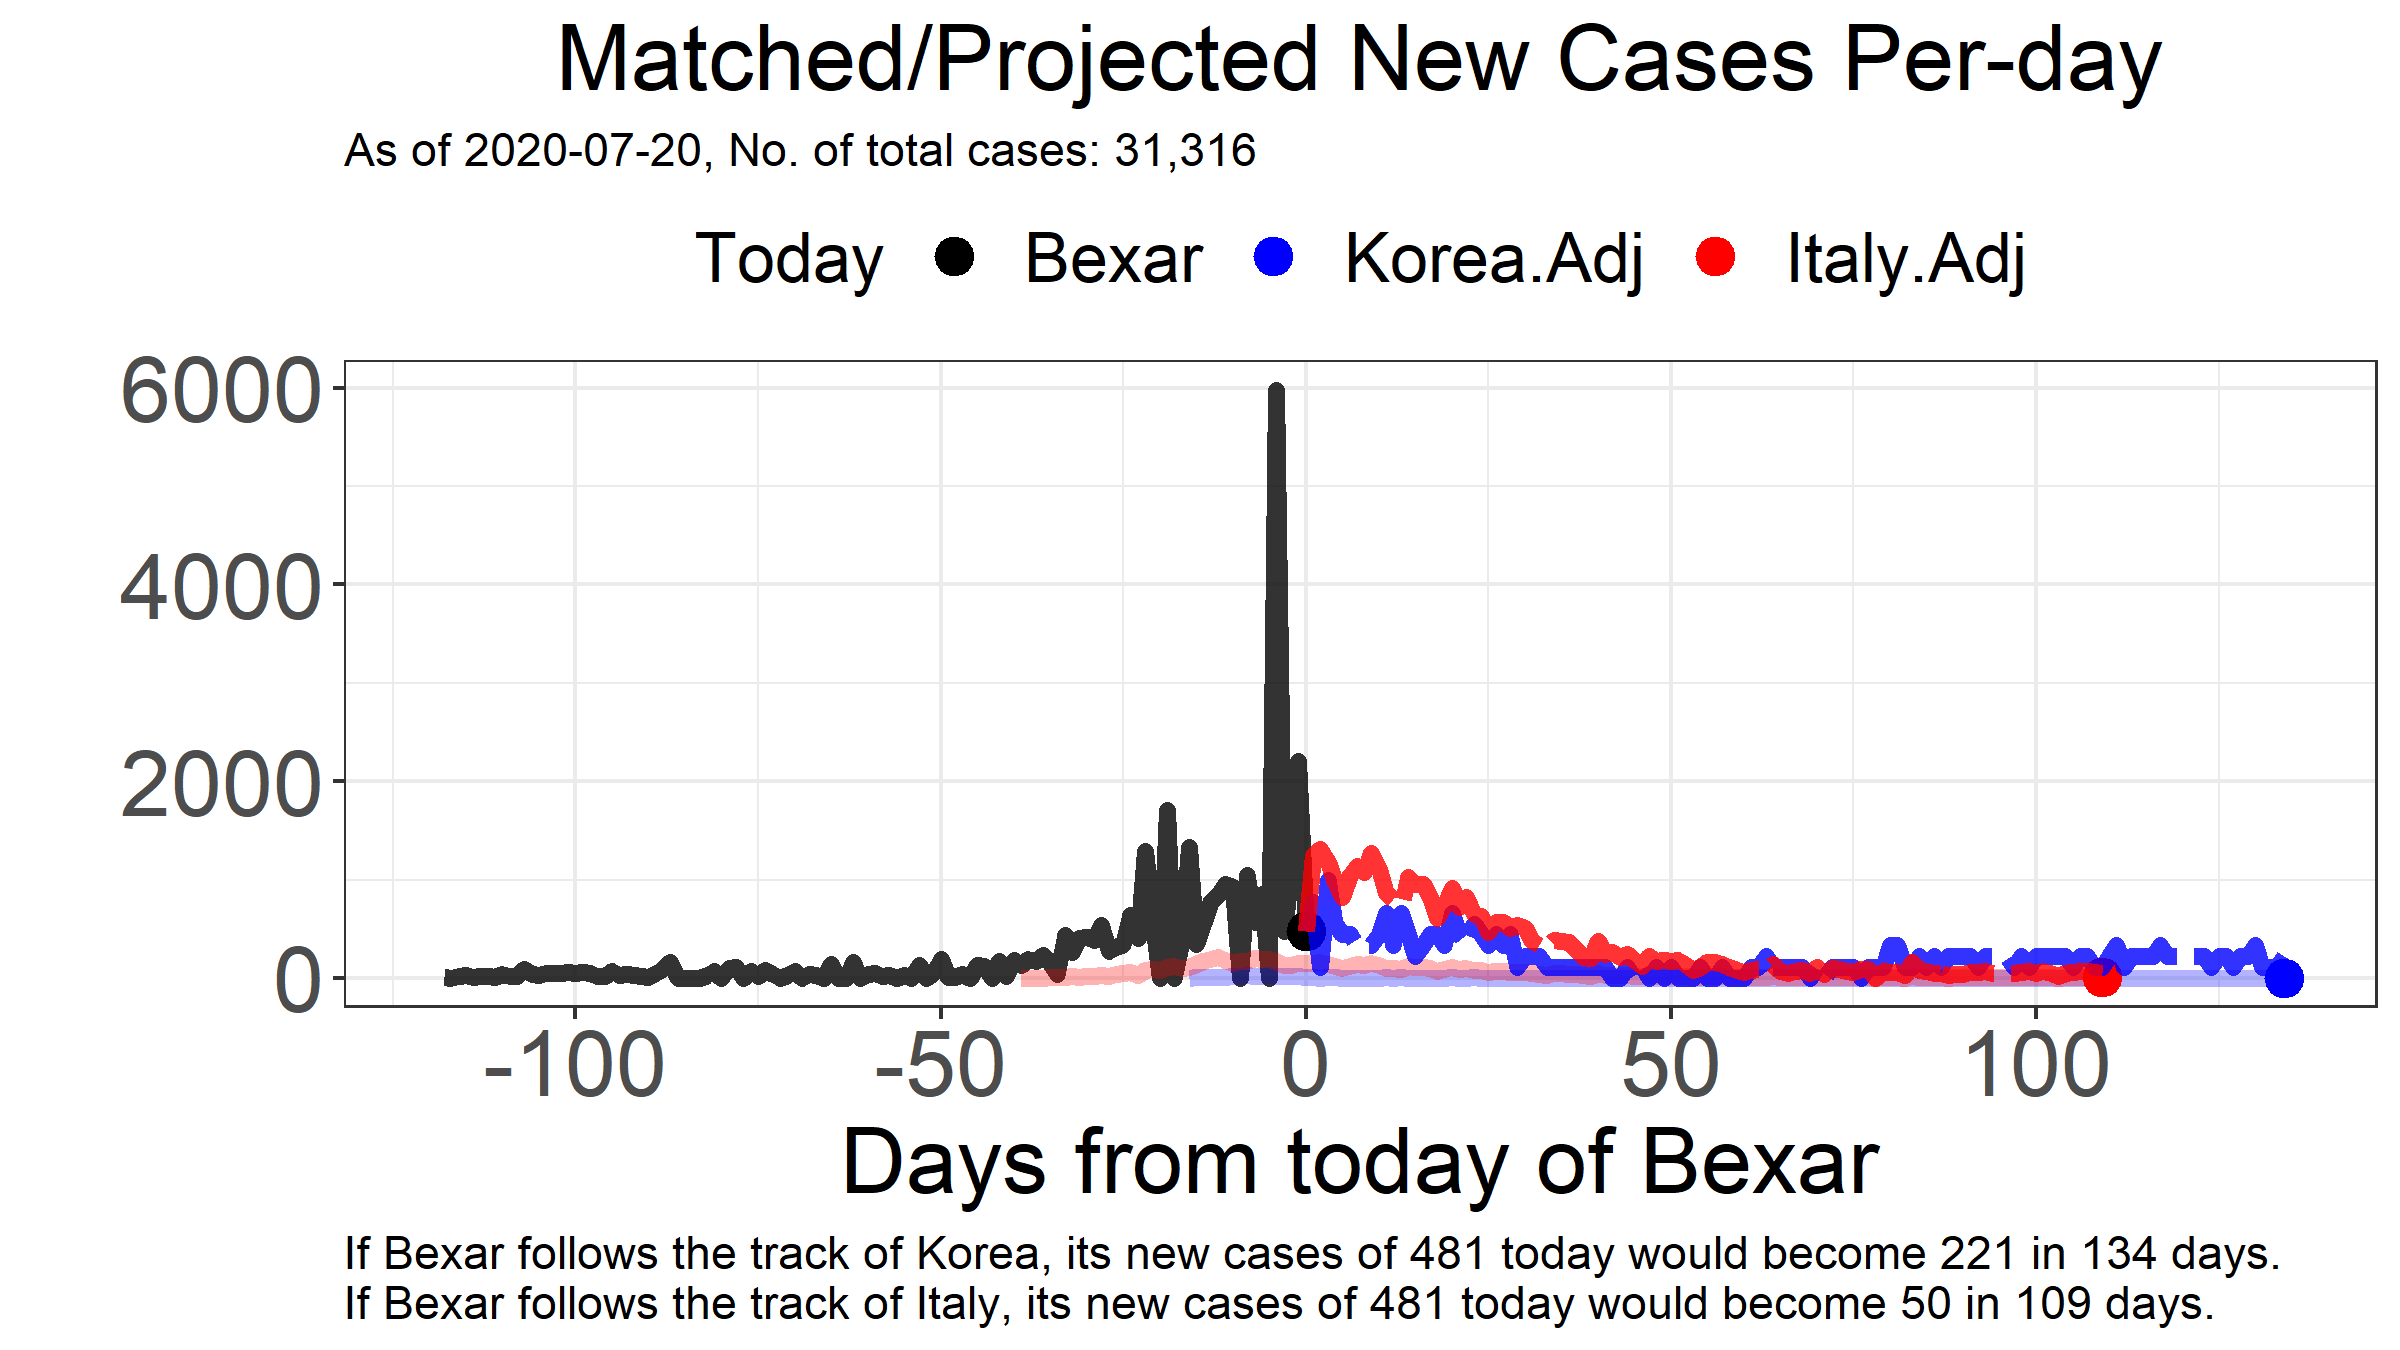 Matched/Projected New Cases Per-day
As of 2020-07-20, No. of total cases: 31,316
Today Bexar Korea.Adj Italy.Adj
6000
4000
2000
0
-100 -50 0 50 100
Days from today of Bexar
If Bexar follows the track of Korea, its new cases of 481 today would become 221 in 134 days.
If Bexar follows the track of Italy, its new cases of 481 today would become 50 in 109 days.